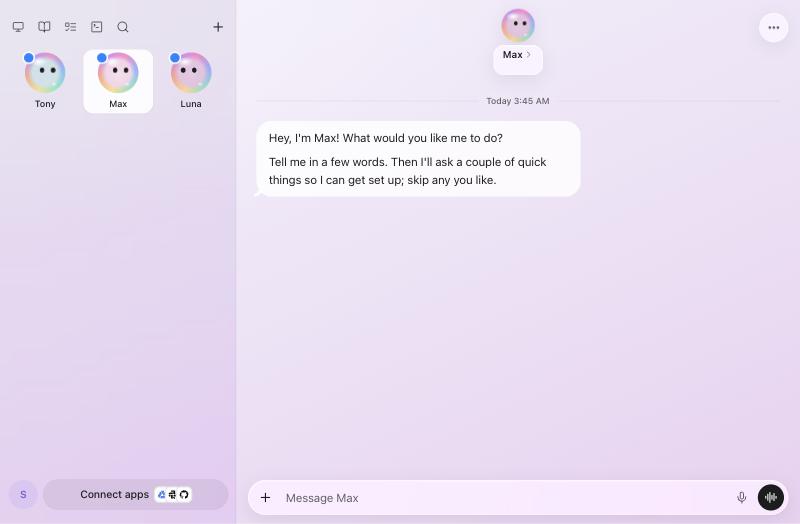 Tony
Max
Luna
Connect apps
S
Max
Today 3:45 AM
Hey, I'm Max! What would you like me to do?
Tell me in a few words. Then I'll ask a couple of quick
things so I can get set up; skip any you like.
Message Max